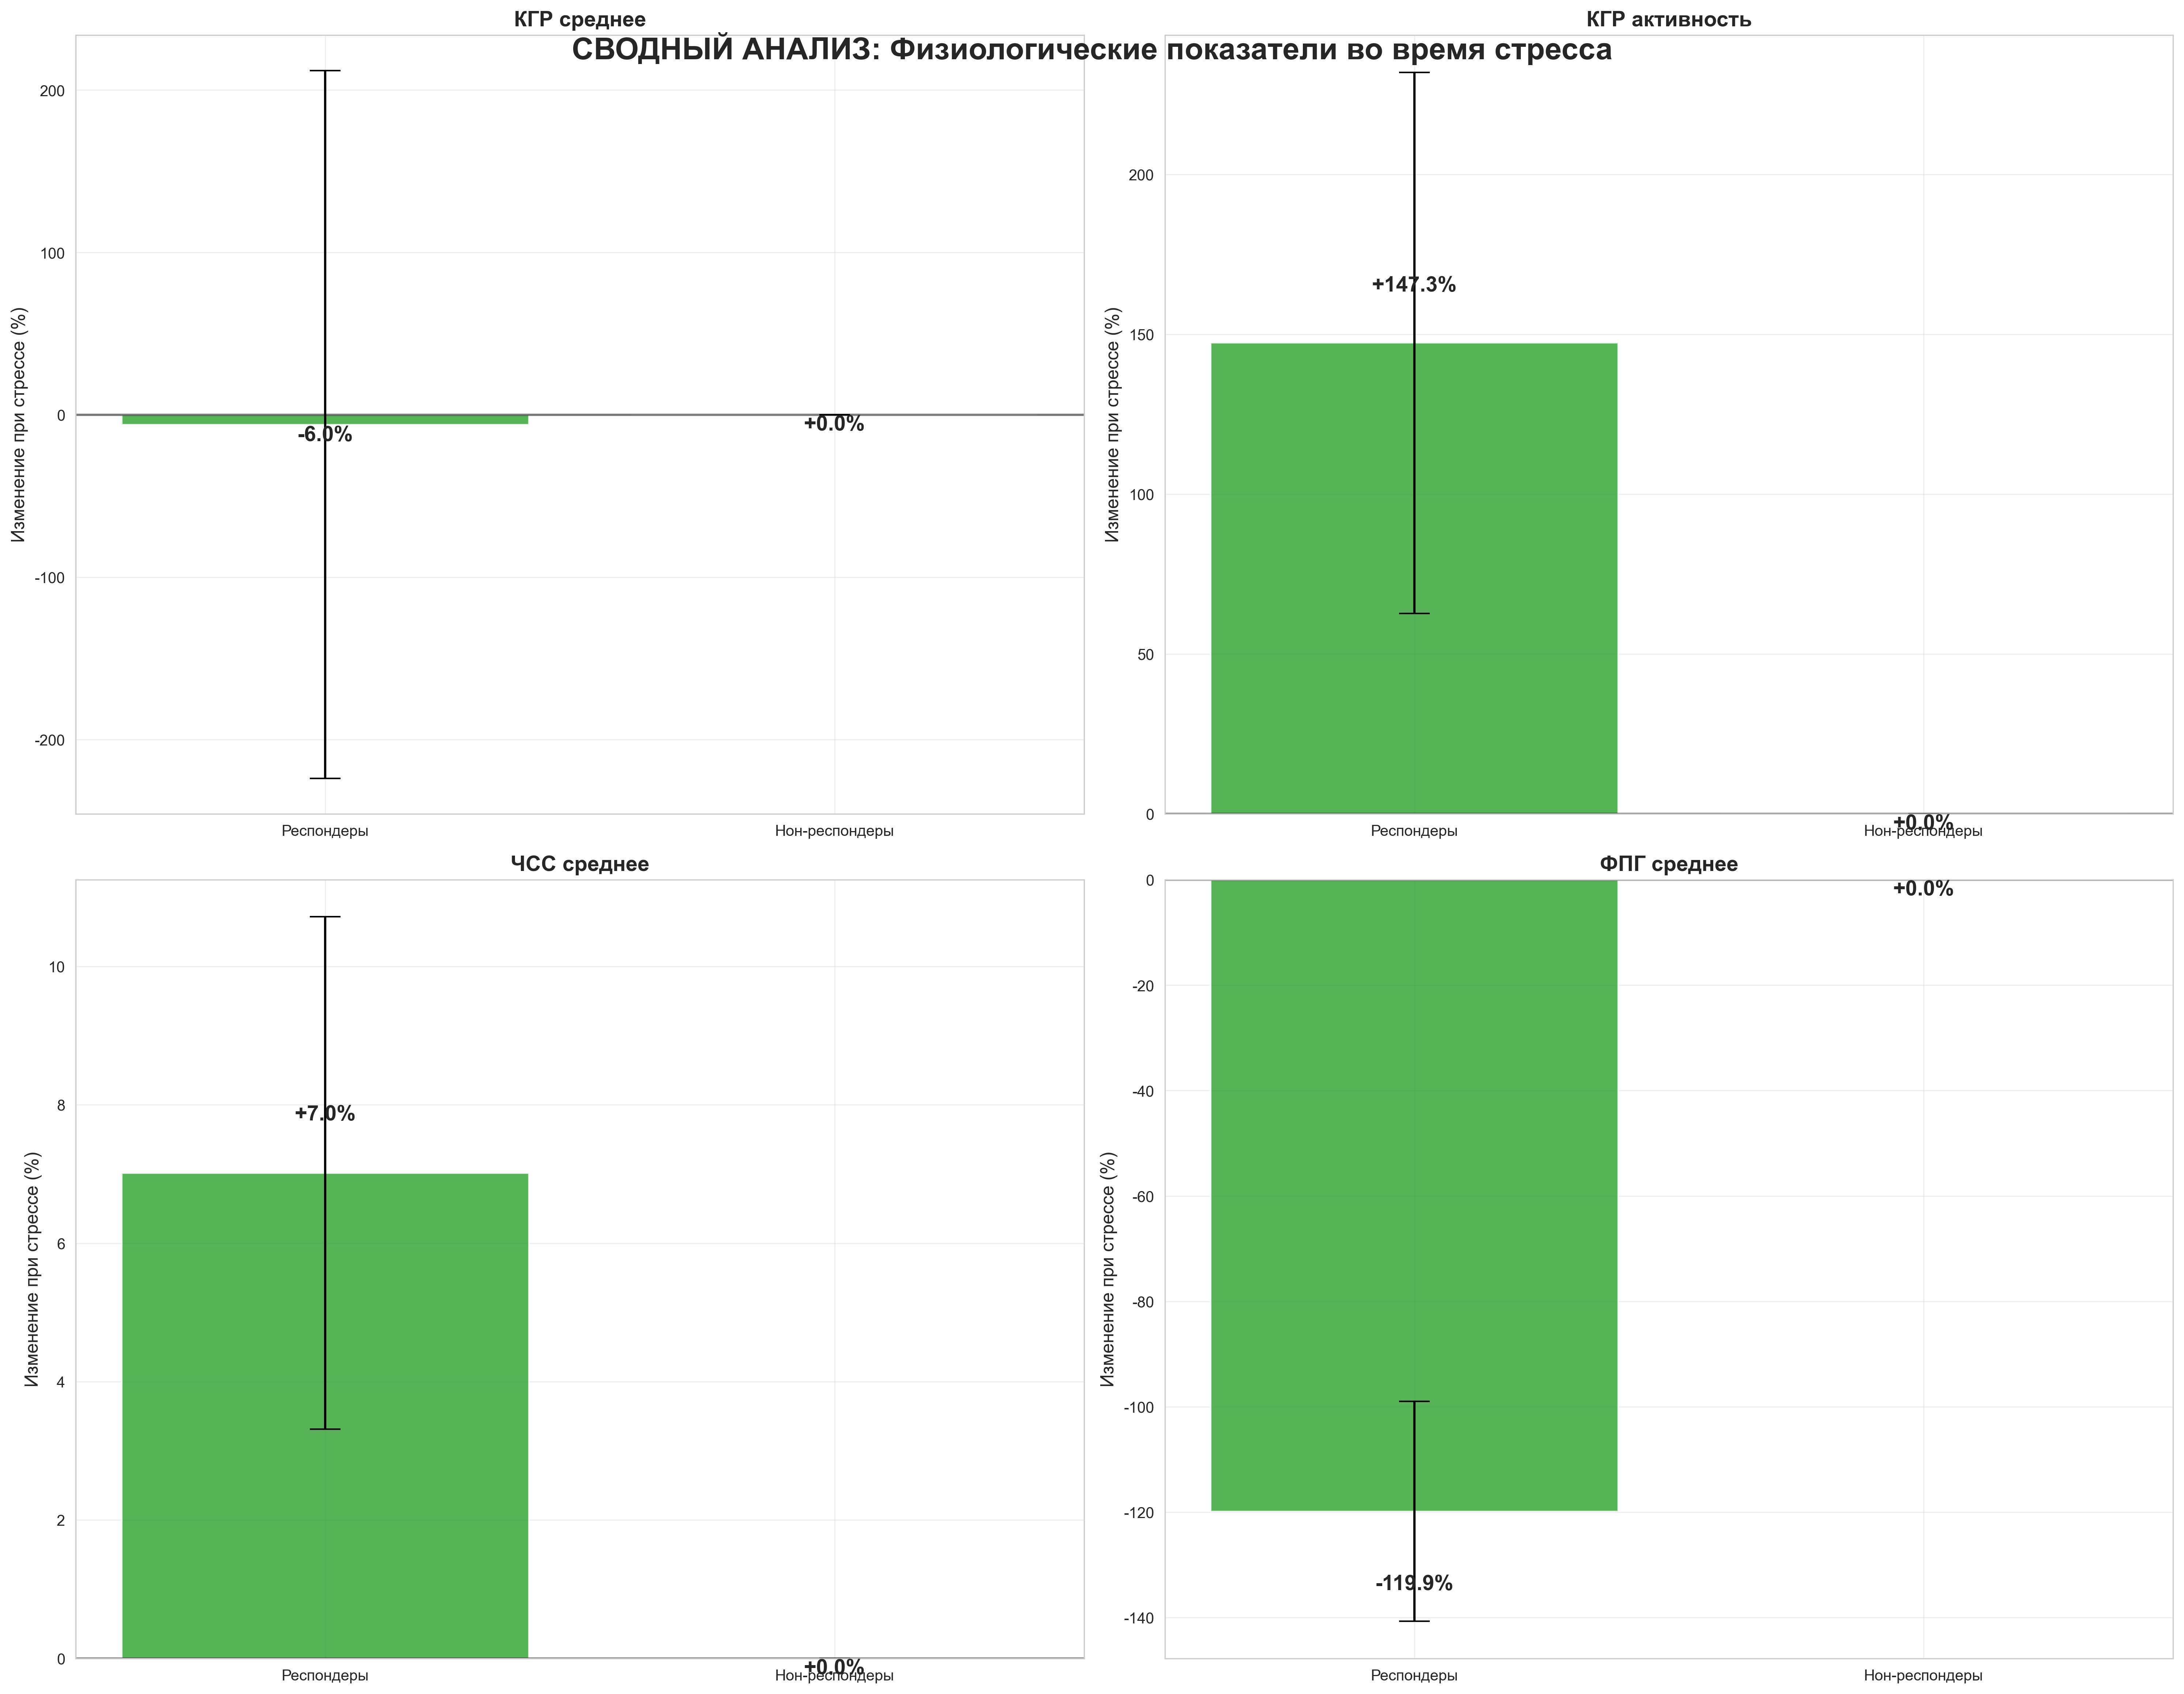 КГР среднее
КГР активность
СВОДНЫЙ АНАЛИЗ: Физиологические показатели во время стресса
Изменение при стрессе (%)
200
100
0
-100
-200
-6.0%
+0.0%
Респондеры
Нон-респондеры
Изменение при стрессе (%)
200
150
100
50
0
+147.3%
+0.0%
Респондеры
Нон-респондеры
ЧСС среднее
Изменение при стрессе (%)
10
8
6
4
2
0
+7.0%
+0.0%
Респондеры
Нон-респондеры
ФПГ среднее
Изменение при стрессе (%)
0
-20
-40
-60
-80
-100
-120
-140
+0.0%
-119.9%
Респондеры
Нон-респондеры